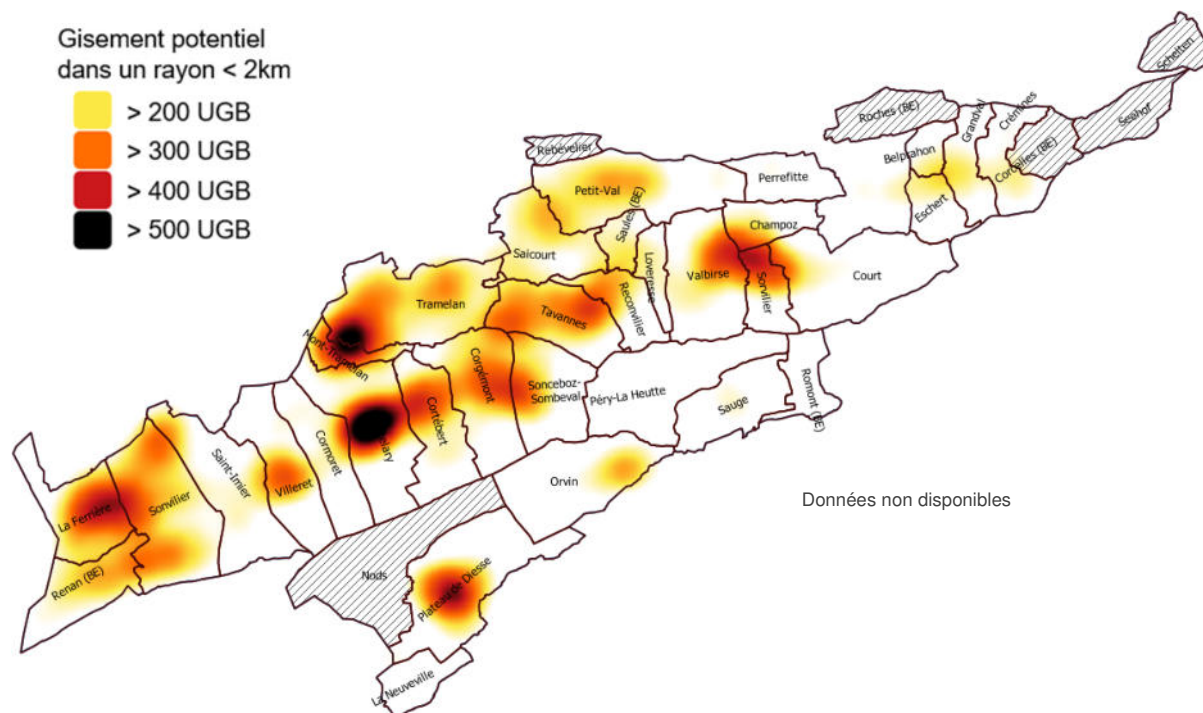 Gisement potentiel
dans un rayon < 2km
> 200 UGB
> 300 UGB
> 400 UGB
> 500 UGB
Schelten
Seehof
Roches (BE)
Grandval
Crémines
Corcelles (BE)
Belprahon
Eschert
Rebévelier
Petit-Val
Perrefitte
Saules (BE)
Champoz
Saicourt
Loveresse
Valbirse
Sorvilier
Court
Tramelan
Tavannes
Reconvilier
Mont-Tramelan
Corgémont
Sonceboz-
Sombeval
Péry-La Heutte
Sauge
Romont (BE)
Cortébert
lary
Cormoret
Villeret
Saint-Imier
Sonvilier
La Ferrière
Renan (BE)
Orvin
Données non disponibles
Nods
Plateau de Diesse
La Neuveville